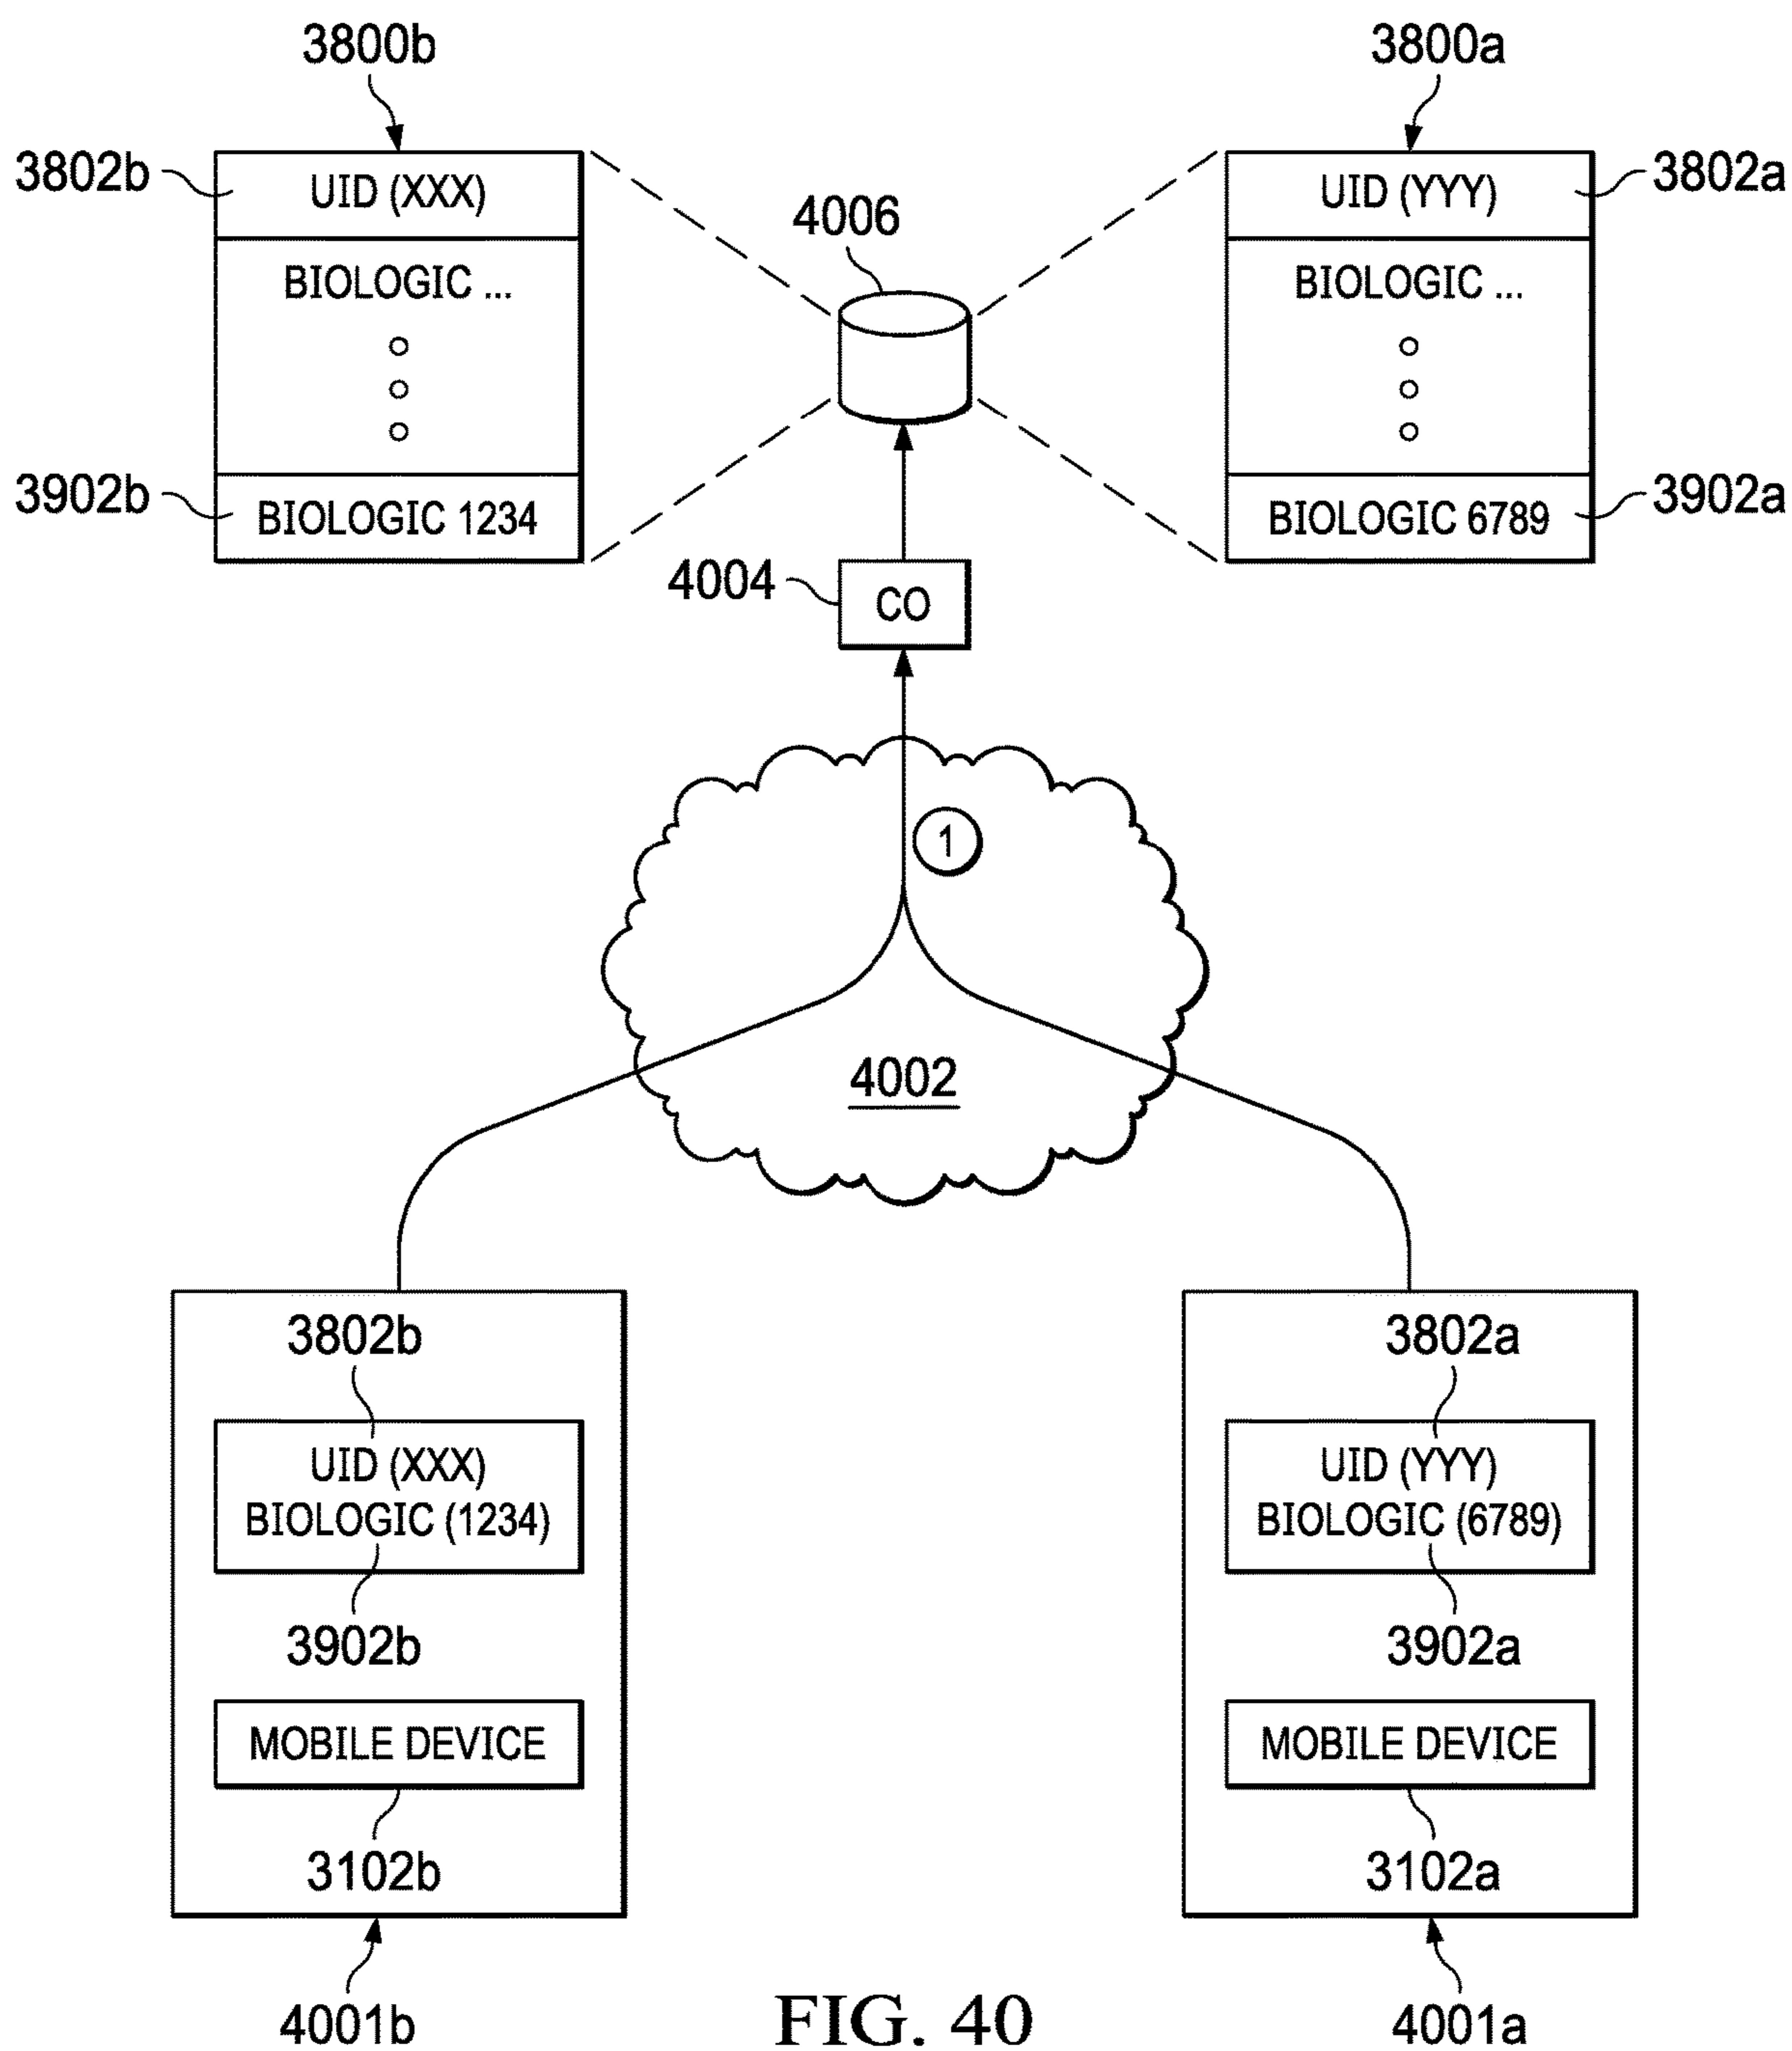 3800b
3800a
3802b
UID (XXX)
UID (YYY)
3802a
4006
BIOLOGIC ...
BIOLOGIC ...
3902b
BIOLOGIC 1234
BIOLOGIC 6789
3902a
4004
CO
1
4002
3802b
3802a
UID (XXX)
BIOLOGIC (1234)
UID (YYY)
BIOLOGIC (6789)
3902b
3902a
MOBILE DEVICE
MOBILE DEVICE
3102b
3102a
4001b
4001a
FIG. 40